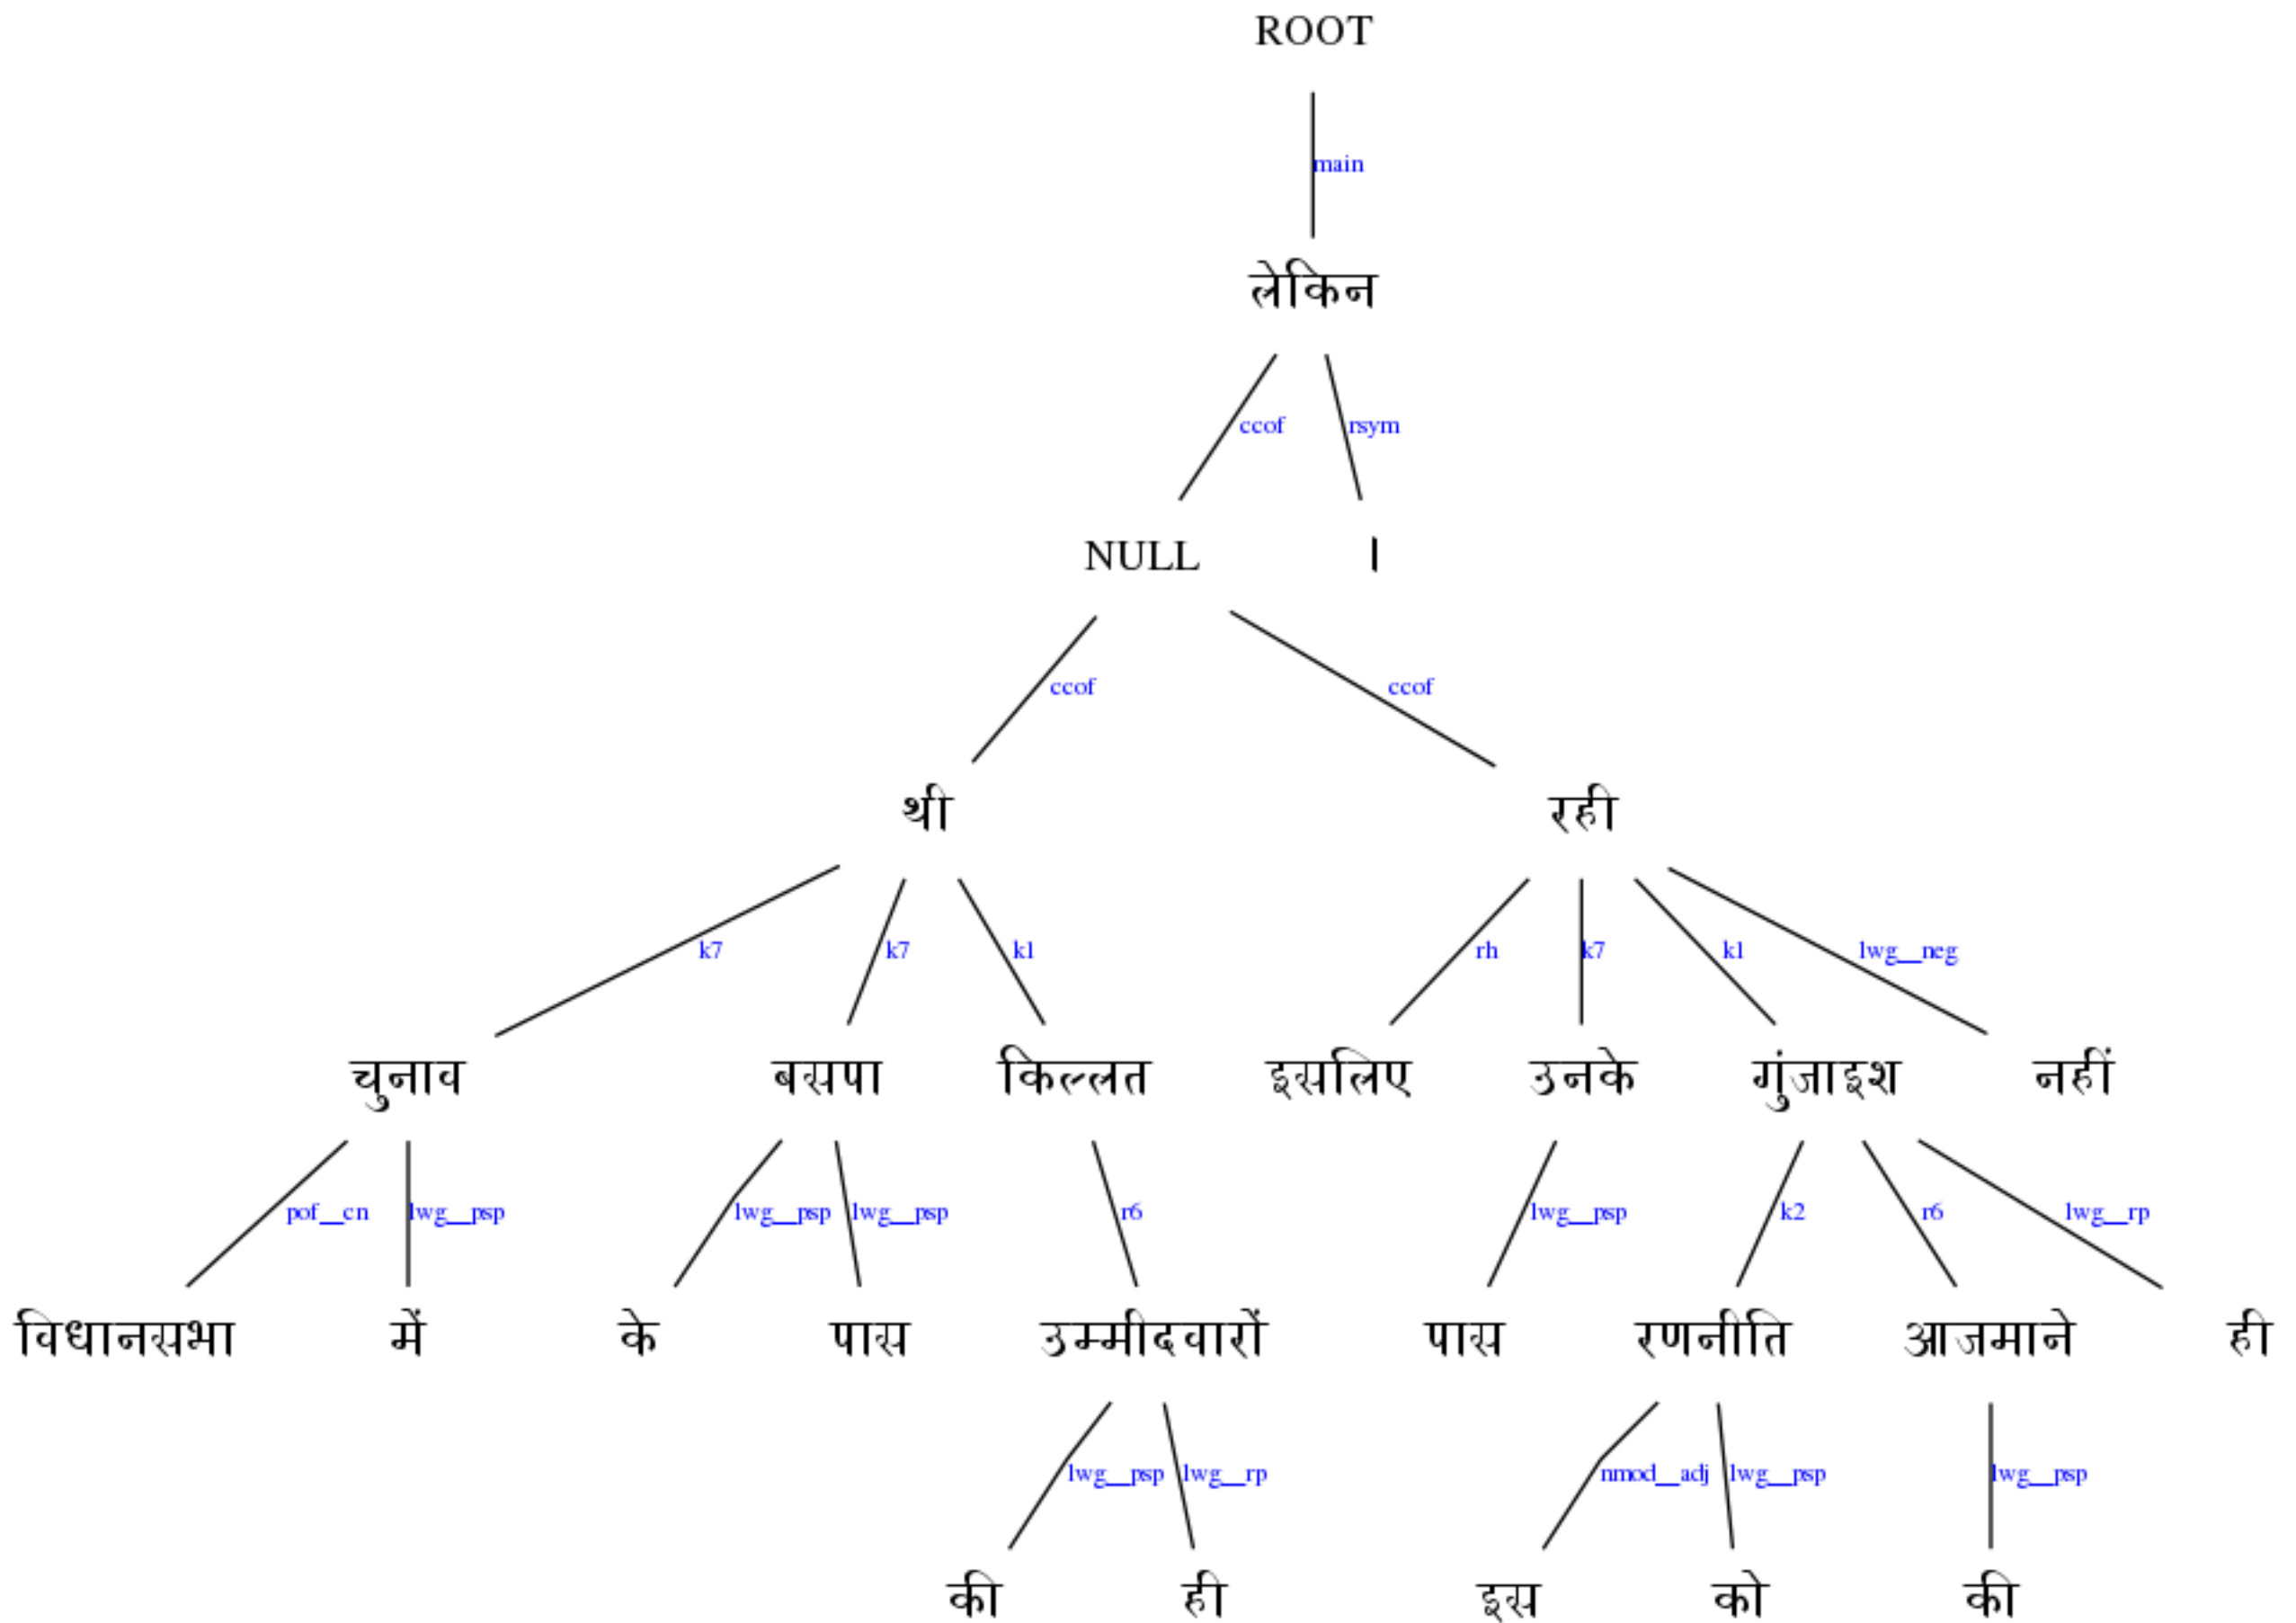 ROOT
main
लेकिन
ccof rsym
NULL ।
ccof ccof
थी रही
k7 k7 k1 rh k7 k1 lwg__neg
चुनाव बसपा किल्लत इसलिए उनके गुंजाइश नहीं
pof__cn lwg__psp lwg__psp lwg__psp r6 lwg__psp k2 r6 lwg__rp
विधानसभा में के पास उम्मीदवारों पास रणनीति आजमाने ही
lwg__psp lwg__rp nmod__adj lwg__psp lwg__psp
की ही इस को की